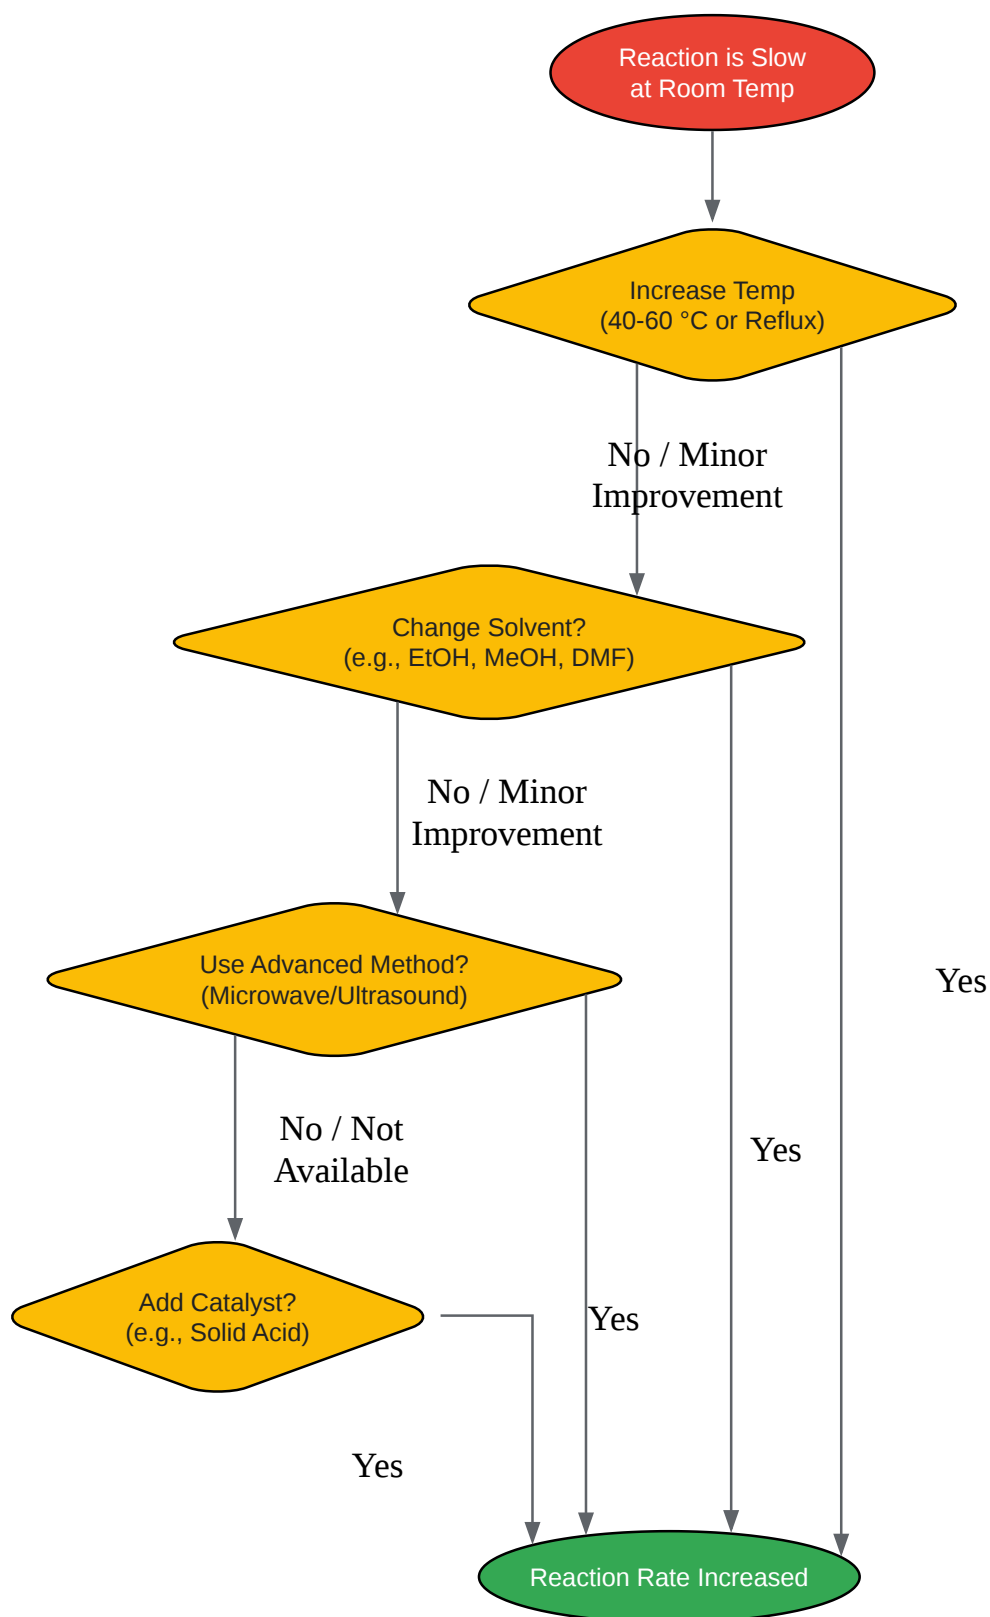 Reaction is Slow
at Room Temp
Increase Temp
(40-60 °C or Reflux)
No / Minor
Improvement
Change Solvent?
(e.g., EtOH, MeOH, DMF)
No / Minor
Improvement
Use Advanced Method?
(Microwave/Ultrasound)
Yes
No / Not
Available
Yes
Add Catalyst?
(e.g., Solid Acid)
Yes
Yes
Reaction Rate Increased